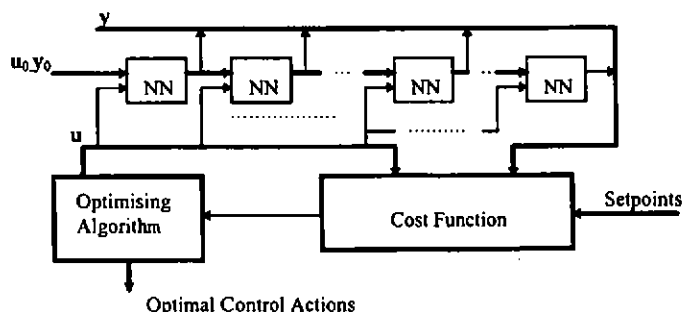 y
u₀,y₀
NN
NN
NN
NN
u
Optimising
Algorithm
Cost Function
Setpoints
Optimal Control Actions